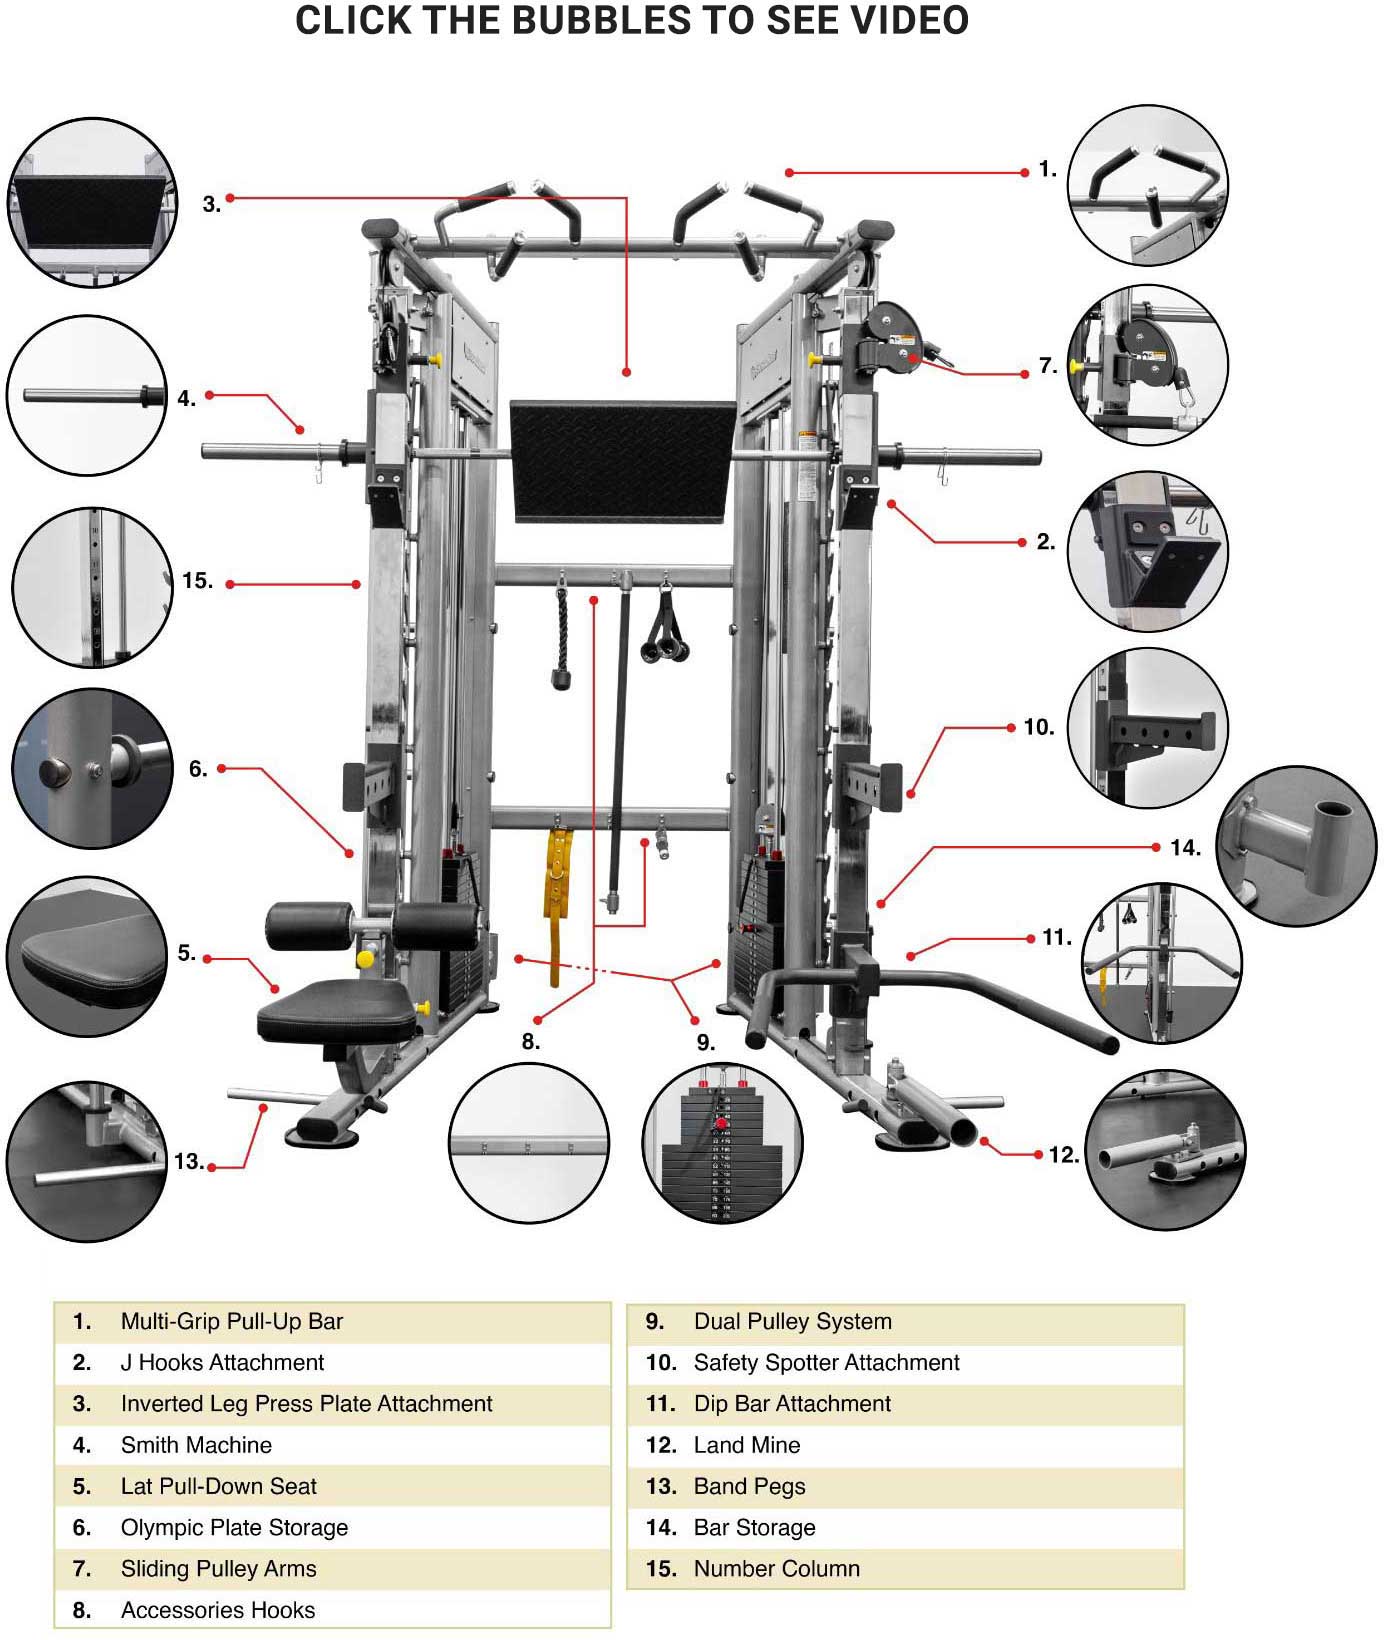 CLICK THE BUBBLES TO SEE VIDEO
1.
3.
7.
4.
2.
15.
10.
6.
14.
11.
5.
8.
9.
12.
13.
1. Multi-Grip Pull-Up Bar
2. J Hooks Attachment
3. Inverted Leg Press Plate Attachment
4. Smith Machine
5. Lat Pull-Down Seat
6. Olympic Plate Storage
7. Sliding Pulley Arms
8. Accessories Hooks
9. Dual Pulley System
10. Safety Spotter Attachment
11. Dip Bar Attachment
12. Land Mine
13. Band Pegs
14. Bar Storage
15. Number Column